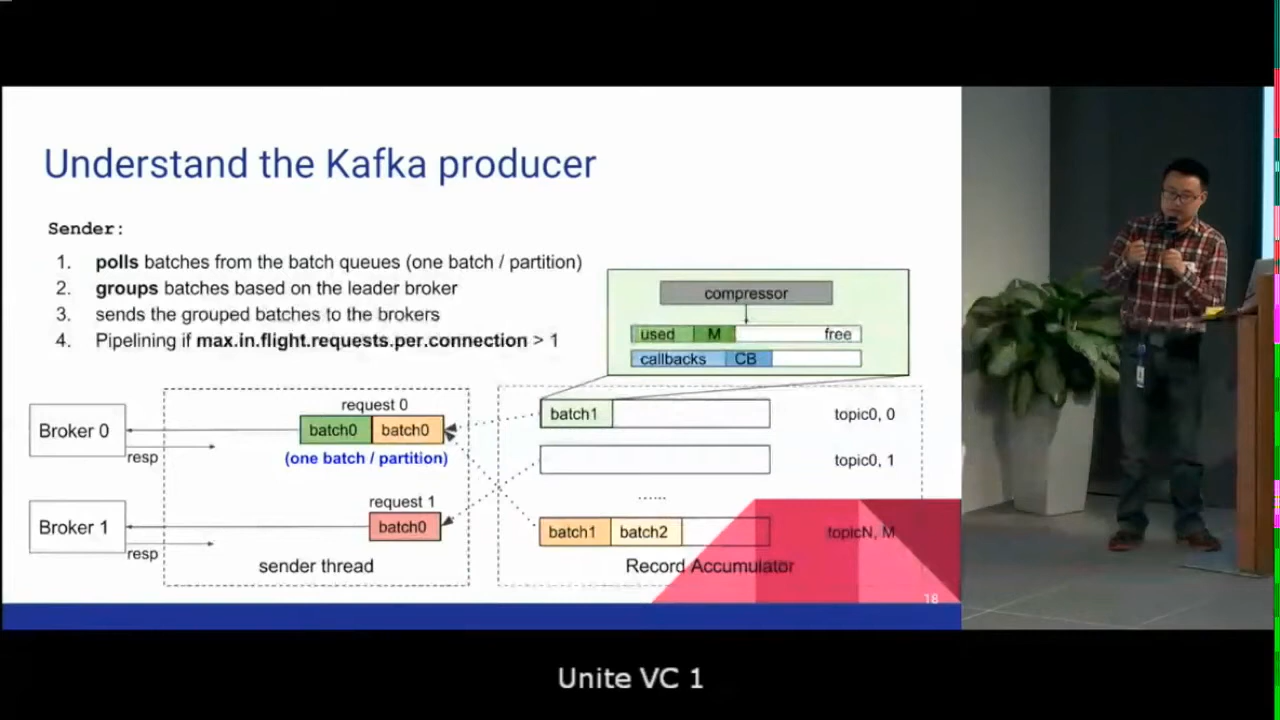 Understand the Kafka producer
Sender:
1. polls batches from the batch queues (one batch / partition)
2. groups batches based on the leader broker
3. sends the grouped batches to the brokers
4. Pipelining if max.in.flight.requests.per.connection > 1
compressor
used M free
callbacks CB
request 0
Broker 0
batch0 batch0
resp
(one batch / partition)
request 1
Broker 1
batch0
resp
sender thread
batch1 topic0, 0
topic0, 1
......
batch1 batch2 topicN, M
Record Accumulator
18
Unite VC 1